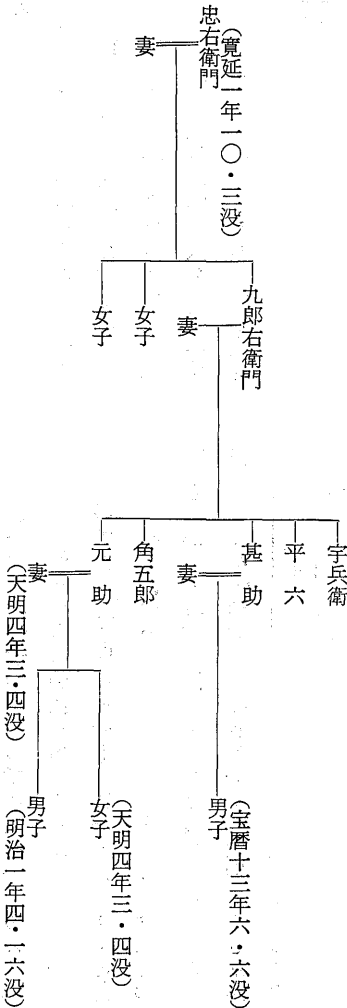 （寛延一年一〇・三没）
忠右衛門
妻
九郎右衛門
妻
女子
女子
宇兵衛
平六
甚助
妻
角五郎
元助
妻
（天明四年三・四没）
（宝暦十三年六・六没）
男子
（天明四年三・四没）
女子
男子
（明治一年四・一六没）